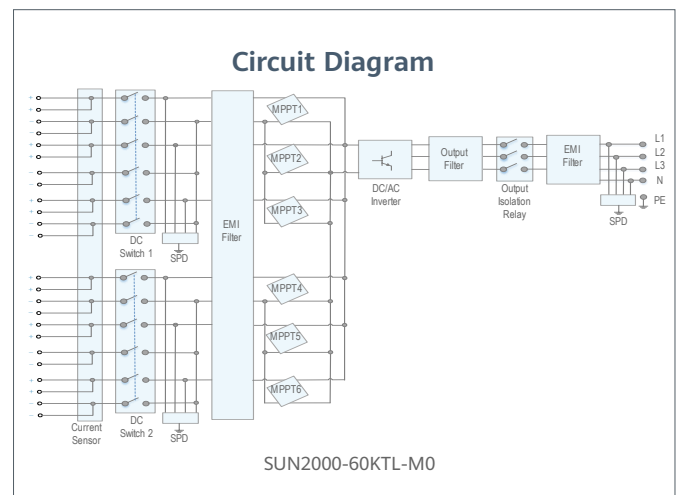 Circuit Diagram
MPPT1
MPPT2
MPPT3
MPPT4
MPPT5
MPPT6
EMI
Filter
DC
Switch 1
SPD
DC
Switch 2
SPD
Current
Sensor
DC/AC
Inverter
Output
Filter
Output
Isolation
Relay
EMI
Filter
L1
L2
L3
N
PE
SPD
SUN2000-60KTL-M0